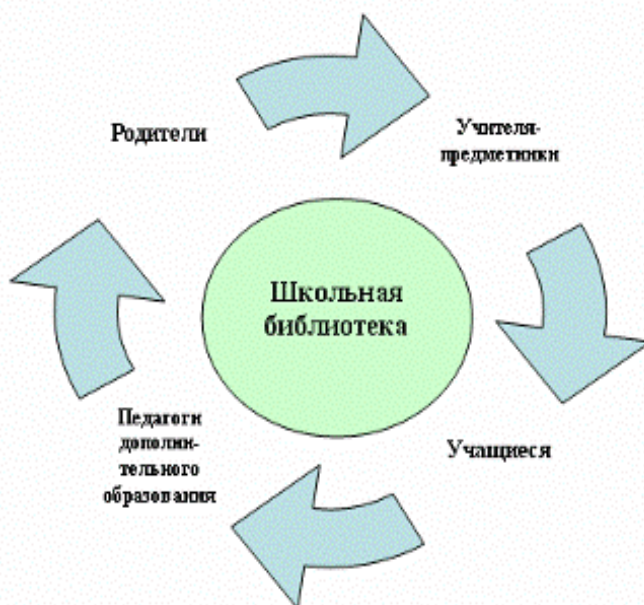 Родители
Учителя-
предметники
Школьная
библиотека
Учащиеся
Педагоги
дополни-
тельного
образования